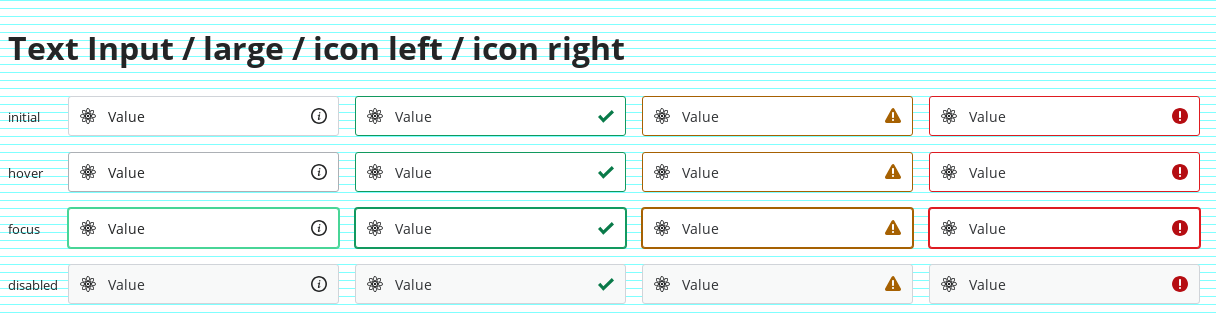 Text Input / large / icon left / icon right
initial Value Value Value Value
hover Value Value Value Value
focus Value Value Value Value
disabled Value Value Value Value